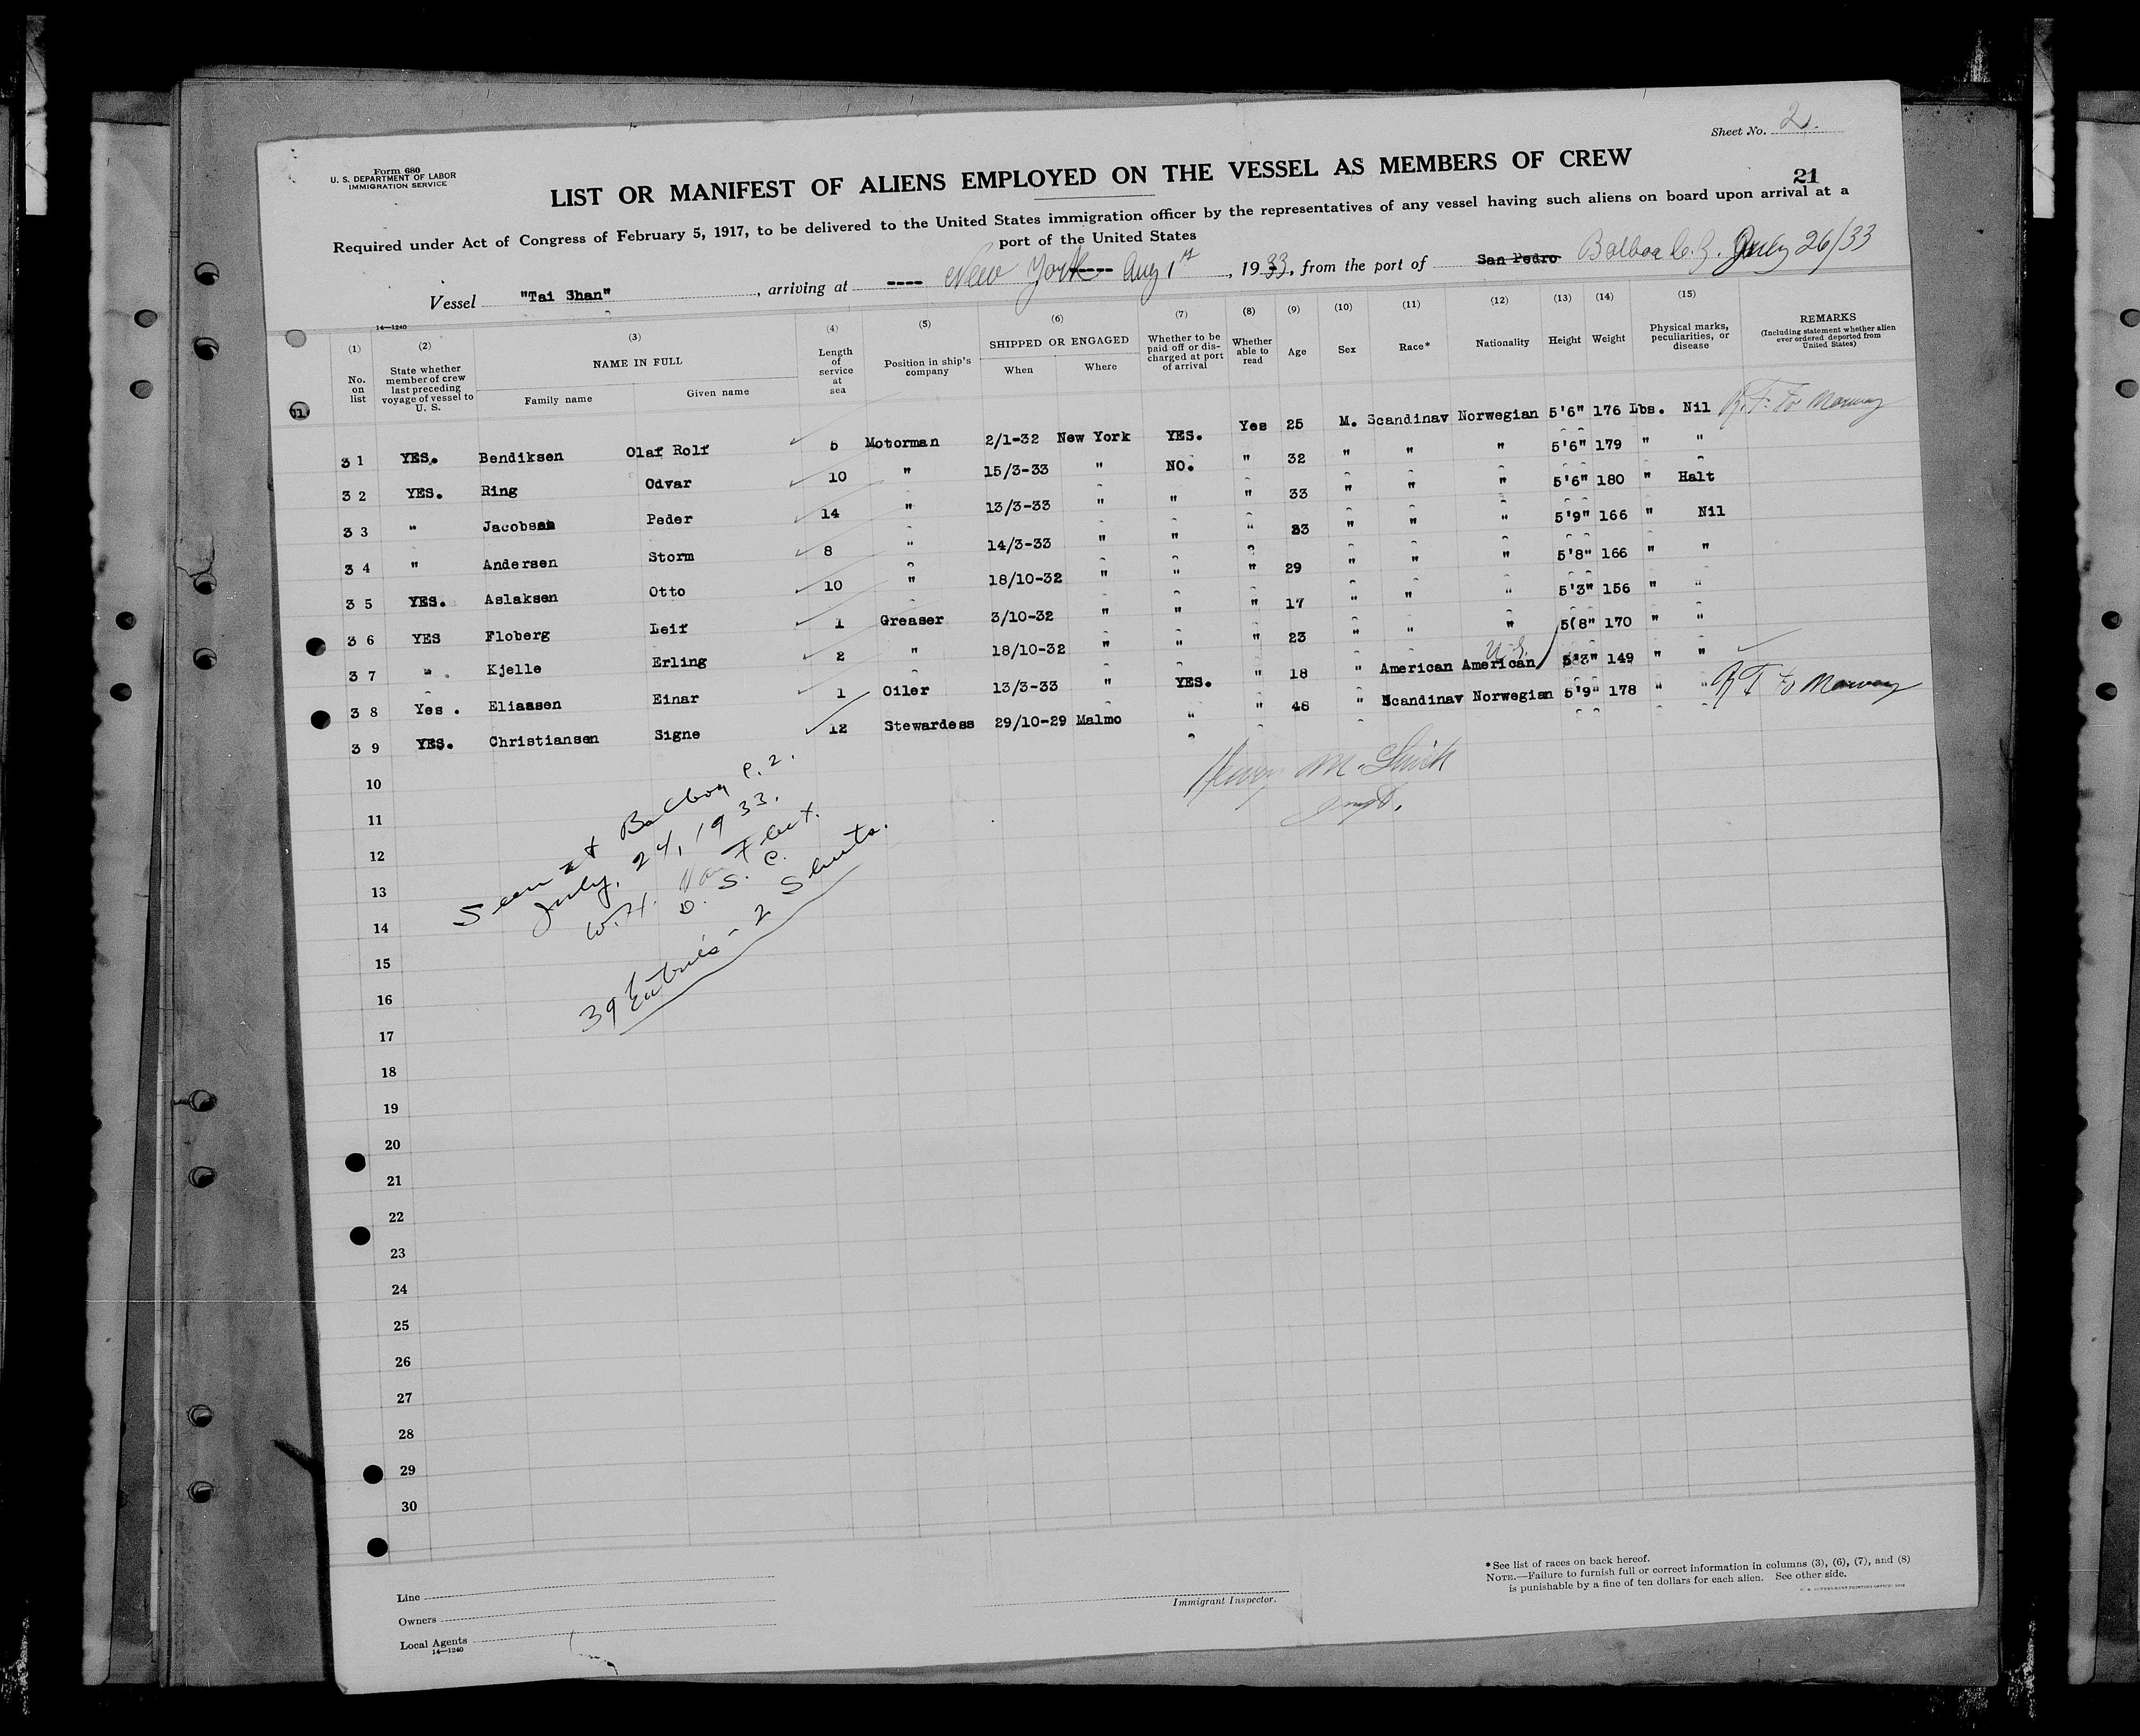 Sheet No. 2.
Form 680
U. S. DEPARTMENT OF LABOR
IMMIGRATION SERVICE
LIST OR MANIFEST OF ALIENS EMPLOYED ON THE VESSEL AS MEMBERS OF CREW
21
Required under Act of Congress of February 5, 1917, to be delivered to the United States immigration officer by the representatives of any vessel having such aliens on board upon arrival at a
port of the United States
Vessel "Tai Shan", arriving at ---- New York ---- Aug 1st, 1933, from the port of San Pedro Balboa C.Z. July 26/33
14—1240
(1) No. on list (2) State whether member of crew last preceding voyage of vessel to U. S. (3) NAME IN FULL Family name Given name (4) Length of service at sea (5) Position in ship's company (6) SHIPPED OR ENGAGED When Where (7) Whether to be paid off or discharged at port of arrival (8) Whether able to read (9) Age (10) Sex (11) Race* (12) Nationality (13) Height (14) Weight (15) Physical marks, peculiarities, or disease REMARKS (Including statement whether alien ever ordered deported from United States)
31 YES. Bendiksen Olaf Rolf 5 Motorman 2/1-32 New York YES. Yes 25 M. Scandinav Norwegian 5'6" 176 Lbs. Nil R.T. To Norway
32 YES. Ring Odvar 10 " 15/3-33 " NO. " 32 " " " 5'6" 179 " "
33 " Jacobsen Peder 14 " 13/3-33 " " " 33 " " " 5'6" 180 " Halt
34 " Andersen Storm 8 " 14/3-33 " " " 23 " " " 5'9" 166 " Nil
35 YES. Aslaksen Otto 10 " 18/10-32 " " " 29 " " " 5'8" 166 " "
36 YES Floberg Leif 1 Greaser 3/10-32 " " " 17 " " " 5'3" 156 " "
37 " Kjelle Erling 2 " 18/10-32 " " " 23 " " " 5(8" 170 " "
38 Yes. Eliassen Einar 1 Oiler 13/3-33 " YES. " 18 " American American U.S. 5'3" 149 " "
39 YES. Christiansen Signe 12 Stewardess 29/10-29 Malmo " " 48 " Scandinav Norwegian 5'9" 178 " " R T to Norway
10
11
12
13
14
15
16
17
18
19
20
21
22
23
24
25
26
27
28
29
30
Seen at Balboa C.Z.
July, 24, 1933.
W.H. Van Fleet.
D. S. C.
39 Entries - 2 Sheets.
Line
Owners
Local Agents
14—1240
Immigrant Inspector.
*See list of races on back hereof.
NOTE.—Failure to furnish full or correct information in columns (3), (6), (7), and (8)
is punishable by a fine of ten dollars for each alien. See other side.